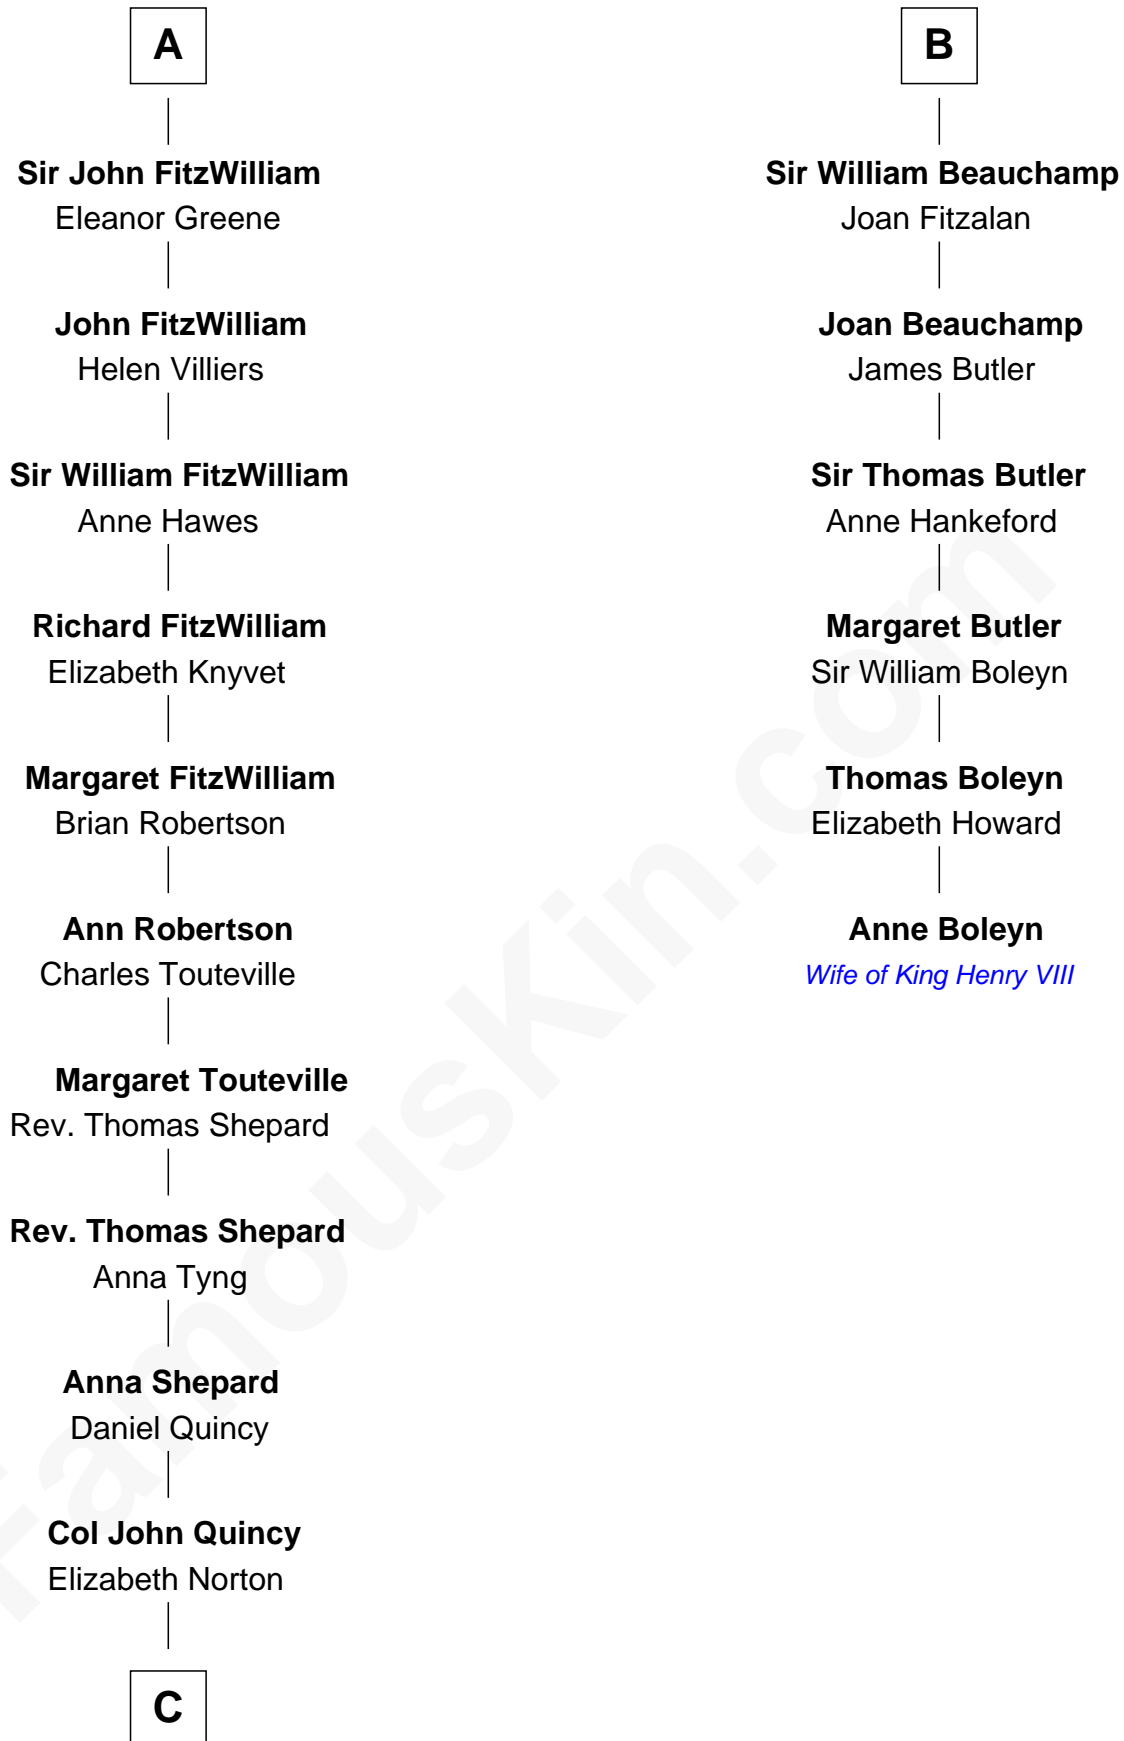 A
Sir John FitzWilliam
Eleanor Greene
John FitzWilliam
Helen Villiers
Sir William FitzWilliam
Anne Hawes
Richard FitzWilliam
Elizabeth Knyvet
Margaret FitzWilliam
Brian Robertson
Ann Robertson
Charles Touteville
Margaret Touteville
Rev. Thomas Shepard
Rev. Thomas Shepard
Anna Tyng
Anna Shepard
Daniel Quincy
Col John Quincy
Elizabeth Norton
C
B
Sir William Beauchamp
Joan Fitzalan
Joan Beauchamp
James Butler
Sir Thomas Butler
Anne Hankeford
Margaret Butler
Sir William Boleyn
Thomas Boleyn
Elizabeth Howard
Anne Boleyn
Wife of King Henry VIII
FamousKin.com